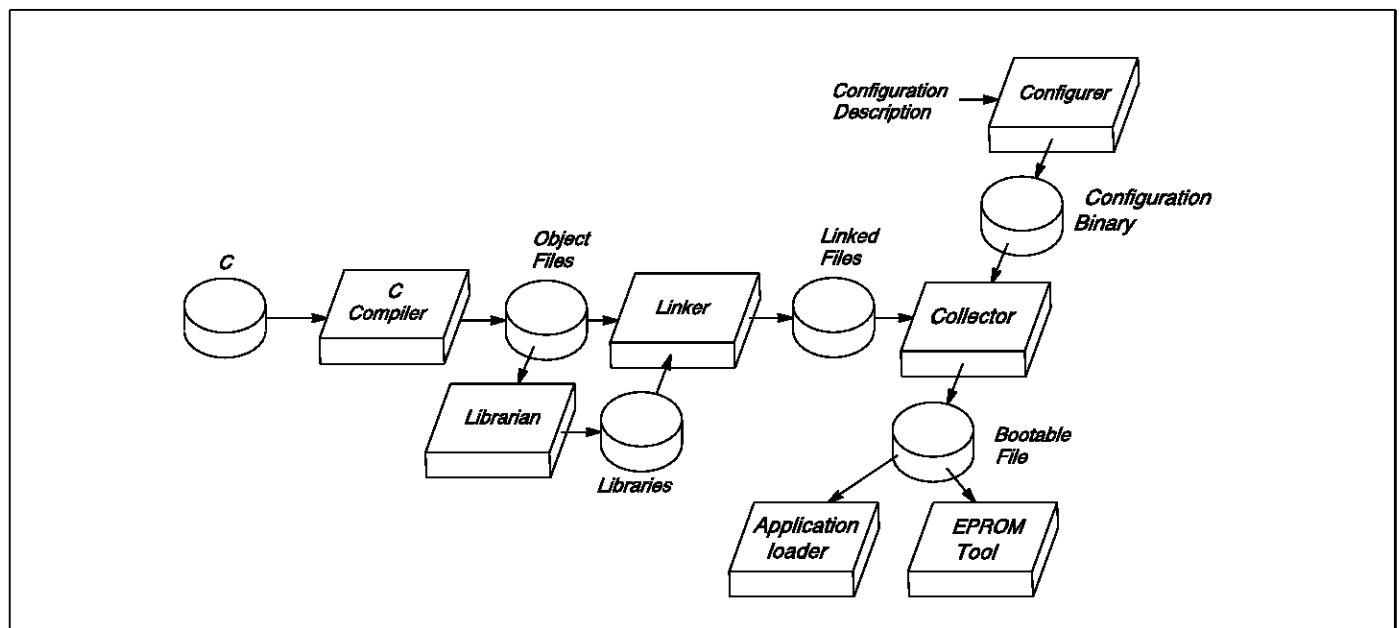 Configuration
Description
Configurer
Configuration
Binary
C
C
Compiler
Object
Files
Linker
Linked
Files
Collector
Librarian
Libraries
Bootable
File
Application
loader
EPROM
Tool